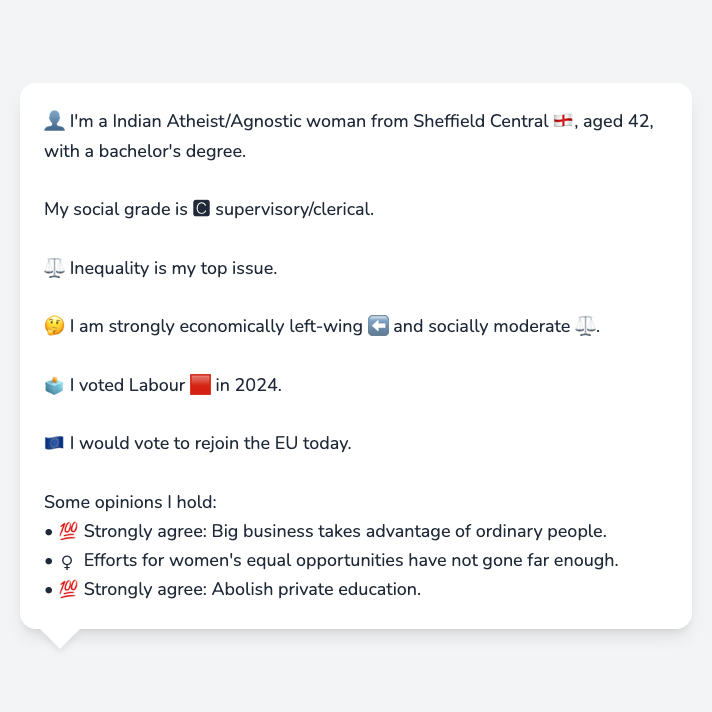 👤 I'm a Indian Atheist/Agnostic woman from Sheffield Central 🏴󠁧󠁢󠁥󠁮󠁧󠁿, aged 42,
with a bachelor's degree.
My social grade is 🅲 supervisory/clerical.
⚖️ Inequality is my top issue.
🤔 I am strongly economically left-wing ⬅️ and socially moderate ⚖️.
🗳️ I voted Labour 🟥 in 2024.
🇪🇺 I would vote to rejoin the EU today.
Some opinions I hold:
• 💯 Strongly agree: Big business takes advantage of ordinary people.
• ♀ Efforts for women's equal opportunities have not gone far enough.
• 💯 Strongly agree: Abolish private education.